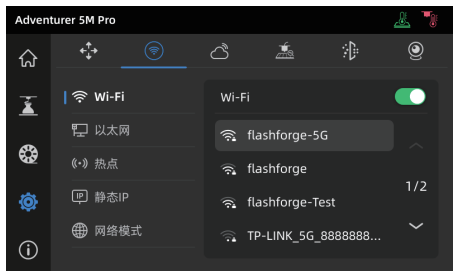 Adventurer 5M Pro
Wi-Fi
以太网
热点
IP 静态IP
网络模式
Wi-Fi
flashforge-5G
flashforge
flashforge-Test
TP-LINK_5G_8888888...
1/2